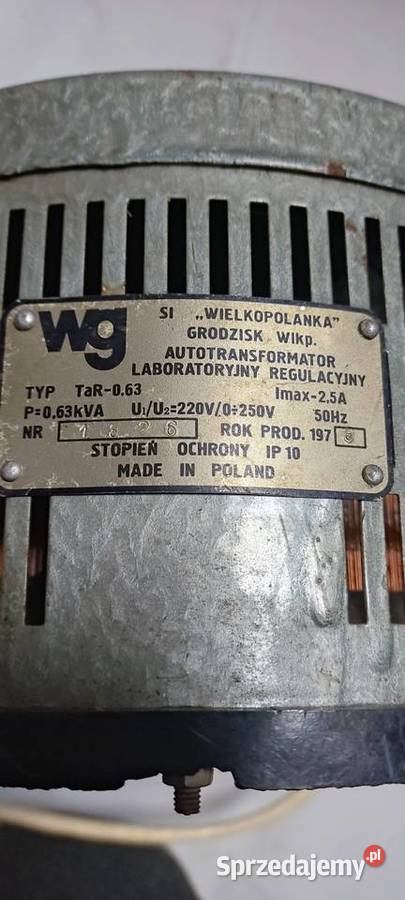 wg
SI „WIELKOPOLANKA"
GRODZISK Wlkp.
AUTOTRANSFORMATOR
LABORATORYJNY REGULACYJNY
TYP TaR-0.63 Imax-2,5A
P=0.63kVA U₁/U₂=220V/0÷250V 50Hz
NR 1826 ROK PROD. 197
STOPIEŃ OCHRONY IP 10
MADE IN POLAND
Sprzedajemy.pl